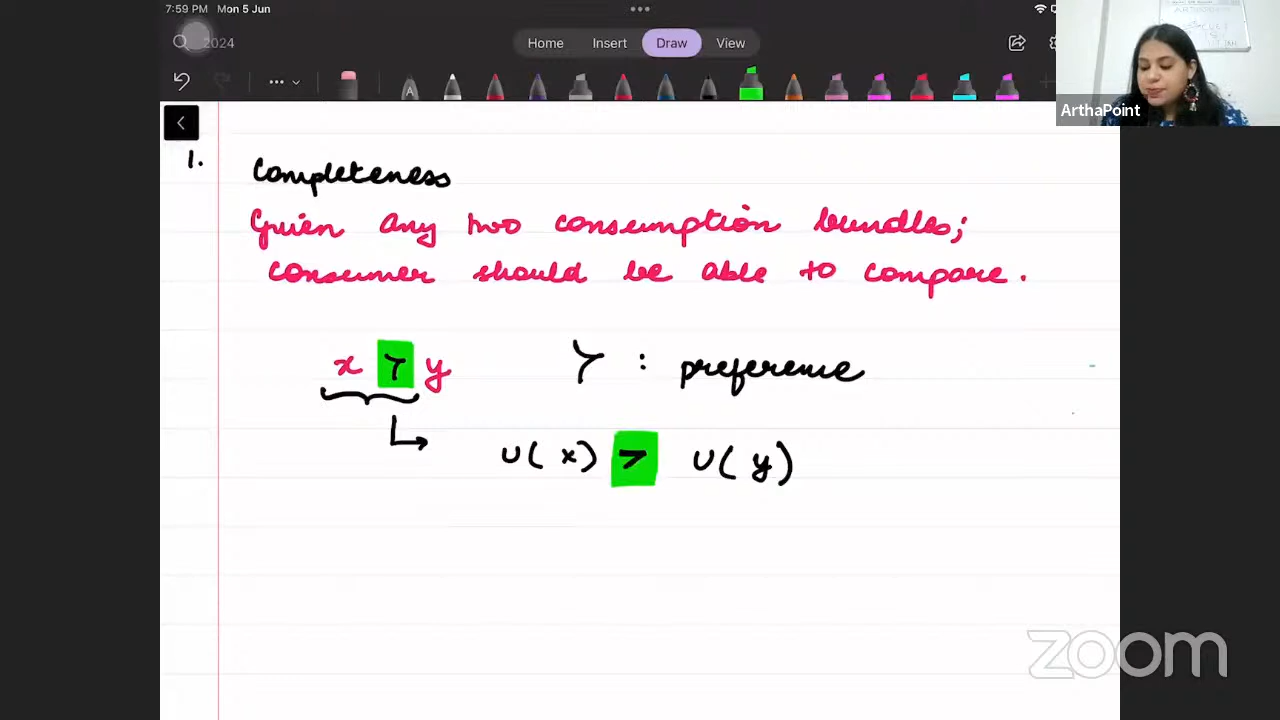 7:59 PM Mon 5 Jun
2024
Home Insert Draw View
A
ArthaPoint
1. Completeness
Given any two consumption bundles;
consumer should be able to compare.
x ≻ y ≻ : preference
U( x) > U( y)
zoom